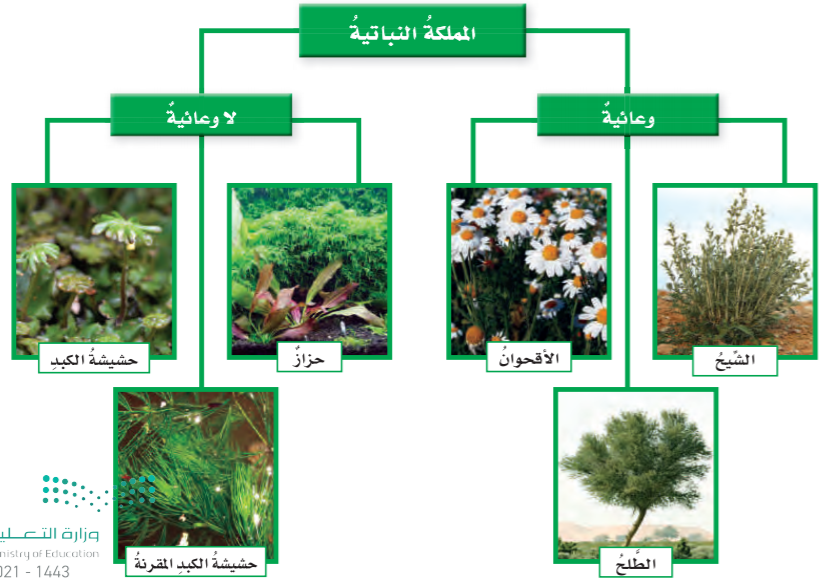 المملكةُ النباتيةُ
وعائيةٌ
لا وعائيةٌ
الشِّيحُ
الأقحوانُ
حزازٌ
حشيشةُ الكبدِ
الطَّلحُ
حشيشةُ الكبدِ المقرنةُ
وزارة التعـلي
nistry of Education
021 - 1443